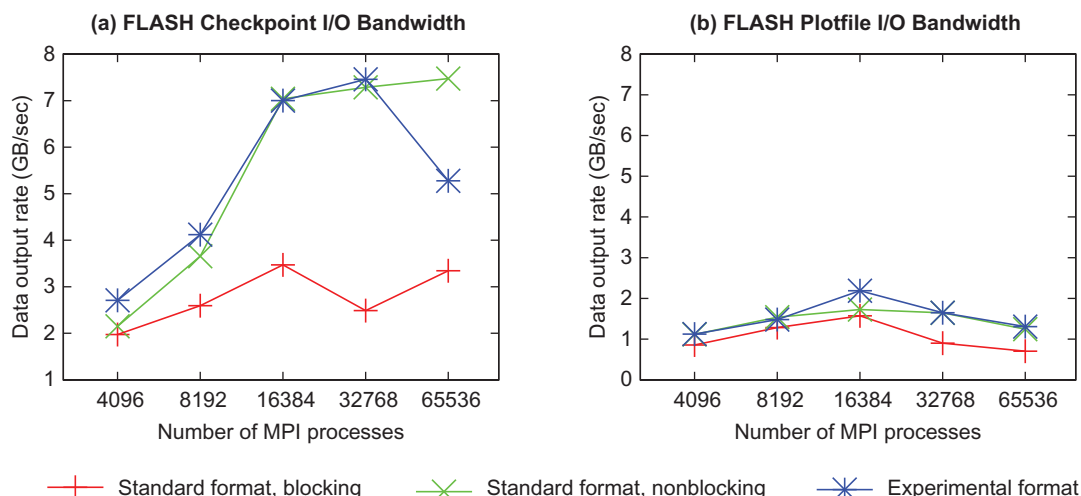 (a) FLASH Checkpoint I/O Bandwidth
8
7
6
5
4
3
2
1
Data output rate (GB/sec)
4096 8192 16384 32768 65536
Number of MPI processes
(b) FLASH Plotfile I/O Bandwidth
8
7
6
5
4
3
2
1
0
Data output rate (GB/sec)
4096 8192 16384 32768 65536
Number of MPI processes
Standard format, blocking Standard format, nonblocking Experimental format